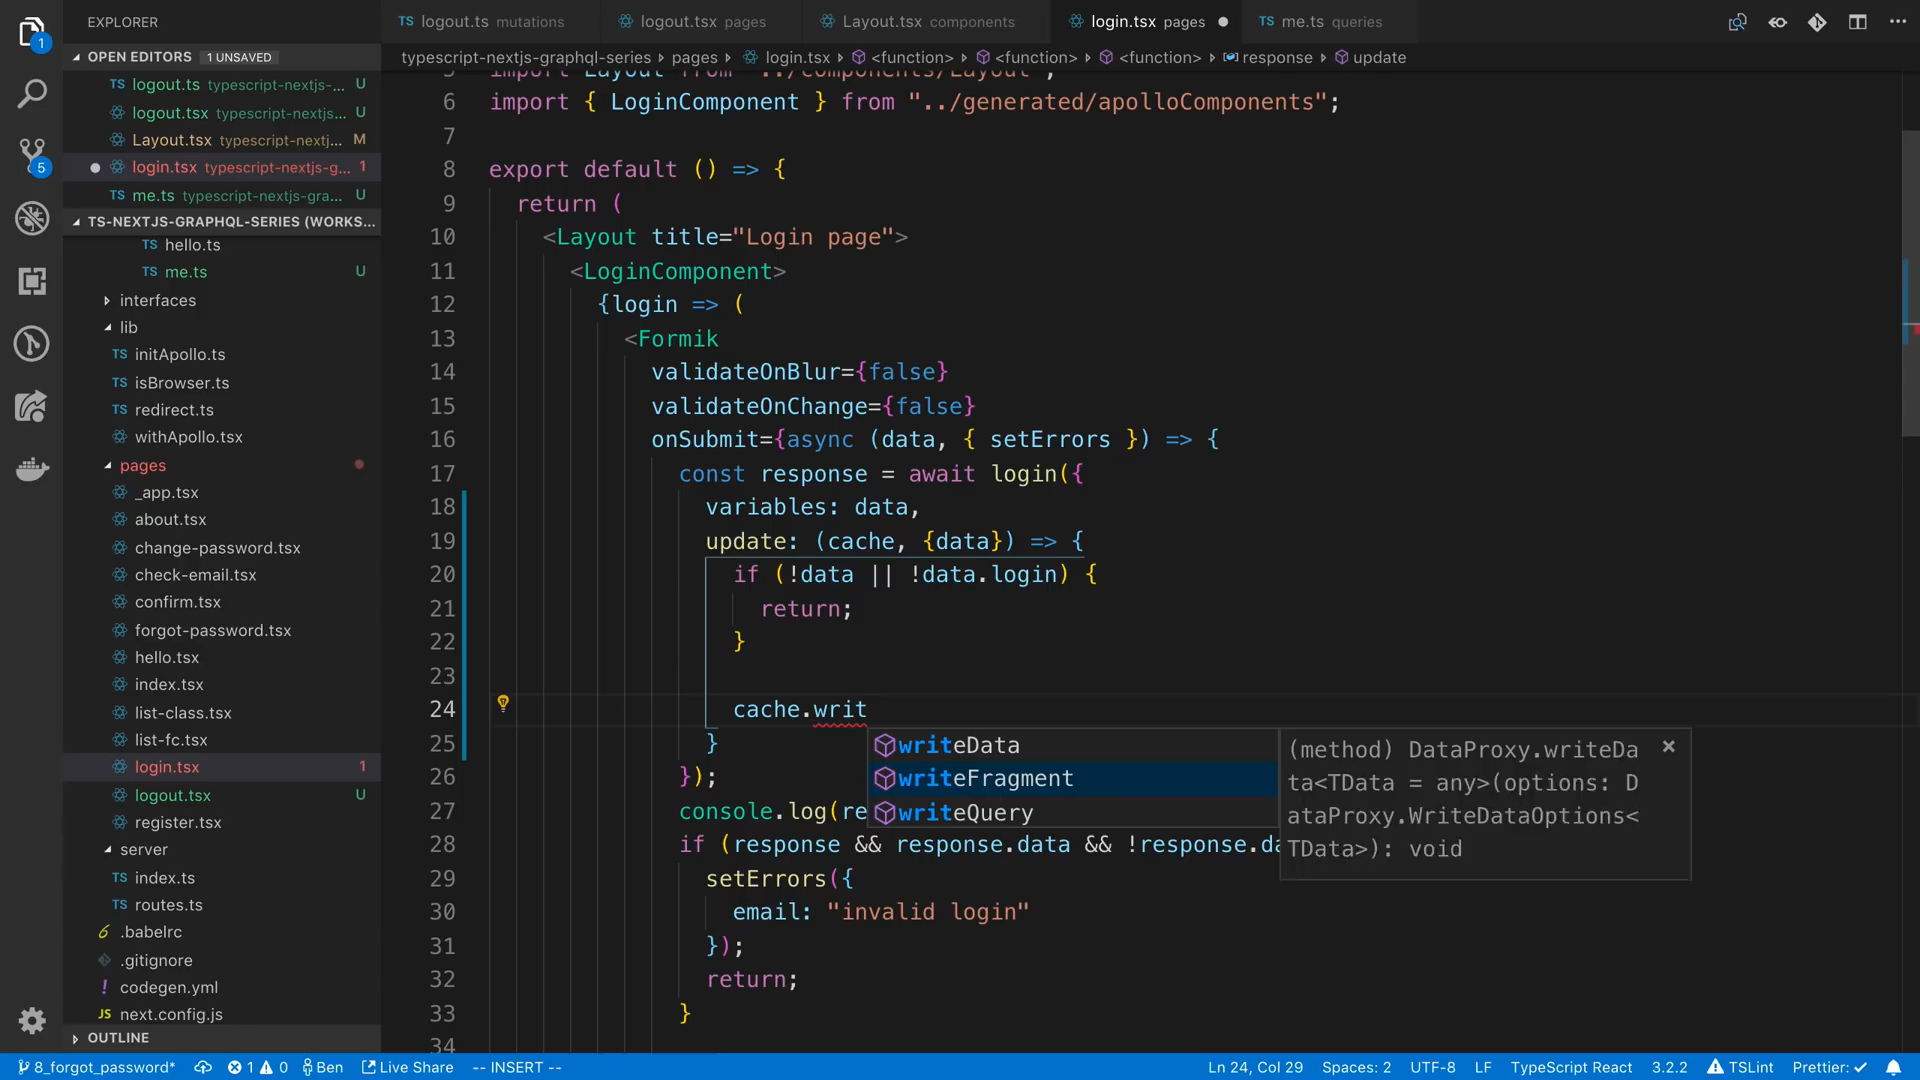 EXPLORER
logout.ts mutations
logout.tsx pages
Layout.tsx components
login.tsx pages
TS me.ts queries
1
OPEN EDITORS 1 UNSAVED
typescript-nextjs-graphql-series pages login.tsx <function> <function> <function> response update
TS logout.ts typescript-nextjs-... U
logout.tsx typescript-nextjs... U
Layout.tsx typescript-nextj... M
login.tsx typescript-nextjs-g... 1
TS me.ts typescript-nextjs-gra... U
5
TS-NEXTJS-GRAPHQL-SERIES (WORKS...
TS hello.ts
TS me.ts U
interfaces
lib
TS initApollo.ts
TS isBrowser.ts
TS redirect.ts
TS withApollo.tsx
pages
_app.tsx
about.tsx
change-password.tsx
check-email.tsx
confirm.tsx
forgot-password.tsx
hello.tsx
index.tsx
list-class.tsx
list-fc.tsx
login.tsx 1
logout.tsx U
register.tsx
server
TS index.ts
TS routes.ts
.babelrc
.gitignore
! codegen.yml
JS next.config.js
OUTLINE
5 import Layout from "../components/Layout";
6 import { LoginComponent } from "../generated/apolloComponents";
7
8 export default () => {
9 return (
10 <Layout title="Login page">
11 <LoginComponent>
12 {login => (
13 <Formik
14 validateOnBlur={false}
15 validateOnChange={false}
16 onSubmit={async (data, { setErrors }) => {
17 const response = await login({
18 variables: data,
19 update: (cache, {data}) => {
20 if (!data || !data.login) {
21 return;
22 }
23
24 cache.writ
25 }
26 });
27 console.log(re
28 if (response && response.data && !response.da
29 setErrors({
30 email: "invalid login"
31 });
32 return;
33 }
34
writeData
writeFragment
writeQuery
(method) DataProxy.writeDa
ta<TData = any>(options: D
ataProxy.WriteDataOptions<
TData>): void
8_forgot_password* 1 0 Ben Live Share -- INSERT -- Ln 24, Col 29 Spaces: 2 UTF-8 LF TypeScript React 3.2.2 TSLint Prettier: ✓